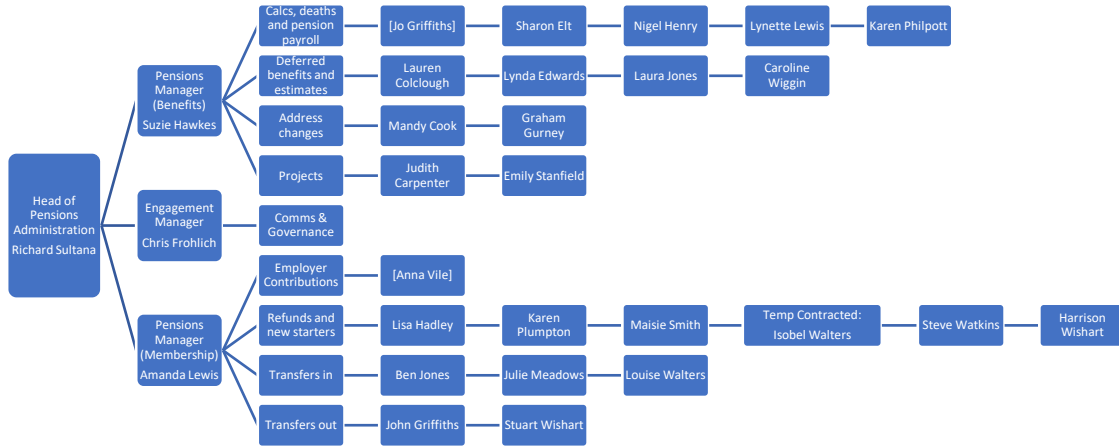 Calcs, deaths
and pension
payroll
[Jo Griffiths]
Sharon Elt
Nigel Henry
Lynette Lewis
Karen Philpott
Pensions
Manager
(Benefits)
Suzie Hawkes
Deferred
benefits and
estimates
Lauren
Colclough
Lynda Edwards
Laura Jones
Caroline
Wiggin
Address
changes
Mandy Cook
Graham
Gurney
Projects
Judith
Carpenter
Emily Stanfield
Head of
Pensions
Administration
Richard Sultana
Engagement
Manager
Chris Frohlich
Comms &
Governance
Employer
Contributions
[Anna Vile]
Pensions
Manager
(Membership)
Amanda Lewis
Refunds and
new starters
Lisa Hadley
Karen
Plumpton
Maisie Smith
Temp Contracted:
Isobel Walters
Steve Watkins
Harrison
Wishart
Transfers in
Ben Jones
Julie Meadows
Louise Walters
Transfers out
John Griffiths
Stuart Wishart